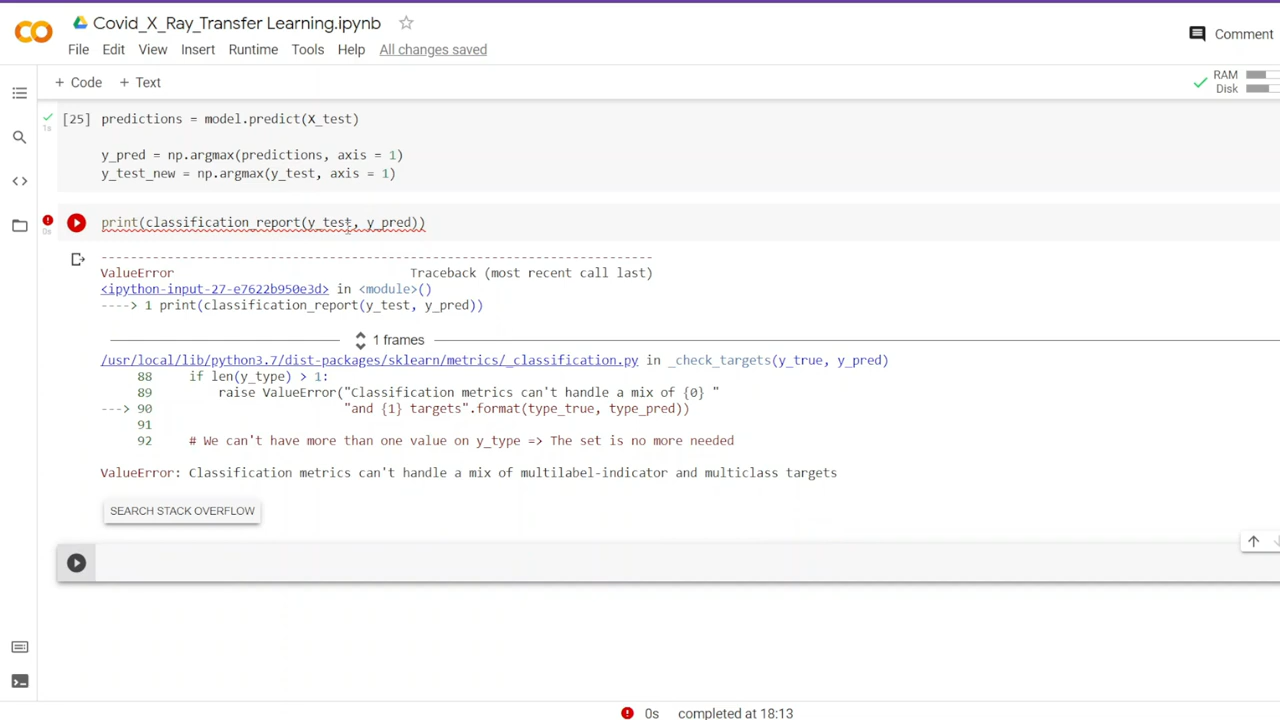 Covid_X_Ray_Transfer Learning.ipynb
File Edit View Insert Runtime Tools Help All changes saved
Comment
+ Code + Text
RAM
Disk
[25] predictions = model.predict(X_test)
1s
y_pred = np.argmax(predictions, axis = 1)
y_test_new = np.argmax(y_test, axis = 1)
print(classification_report(y_test, y_pred))
0s
---------------------------------------------------------------------------
ValueError Traceback (most recent call last)
<ipython-input-27-e7622b950e3d> in <module>()
----> 1 print(classification_report(y_test, y_pred))
1 frames
/usr/local/lib/python3.7/dist-packages/sklearn/metrics/_classification.py in _check_targets(y_true, y_pred)
88 if len(y_type) > 1:
89 raise ValueError("Classification metrics can't handle a mix of {0} "
---> 90 "and {1} targets".format(type_true, type_pred))
91
92 # We can't have more than one value on y_type => The set is no more needed
ValueError: Classification metrics can't handle a mix of multilabel-indicator and multiclass targets
SEARCH STACK OVERFLOW
0s completed at 18:13